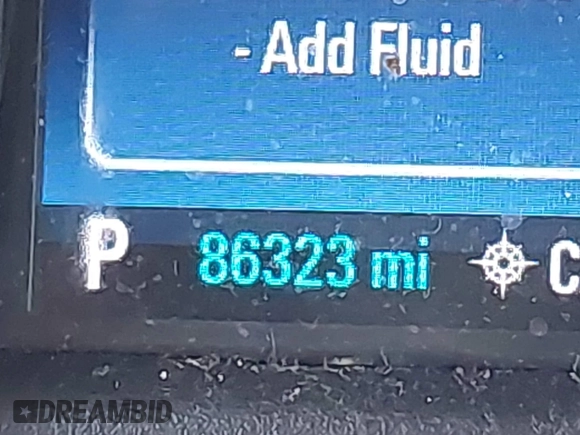 - Add Fluid
P 86323 mi C
DREAMBID